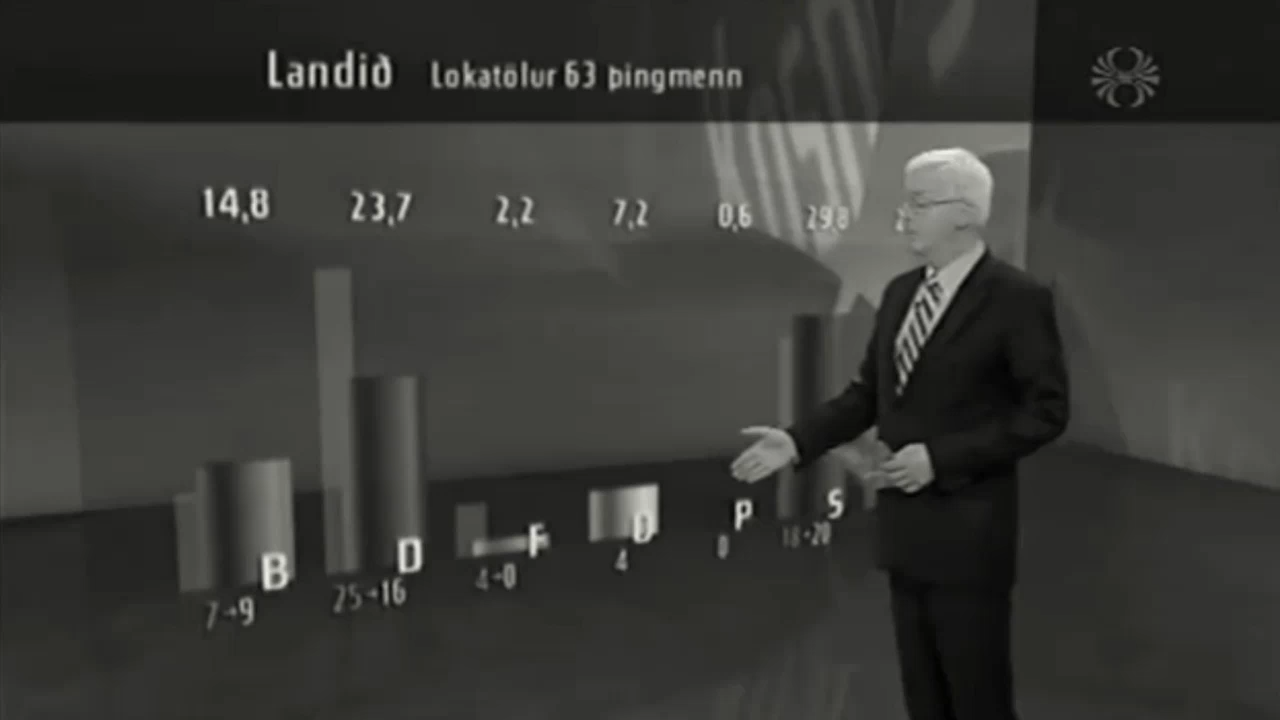 Landið Lokatölur 63 þingmenn
14,8 23,7 2,2 7,2 0,6 29,8
B D F P S
7→9 25→16 4→0 4 0 18→20